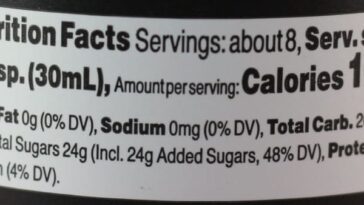 rition Facts Servings: about 8, Serv. s
sp. (30mL), Amount per serving: Calories 1
Fat 0g (0% DV), Sodium 0mg (0% DV), Total Carb. 2
tal Sugars 24g (Incl. 24g Added Sugars, 48% DV), Prote
(4% DV).